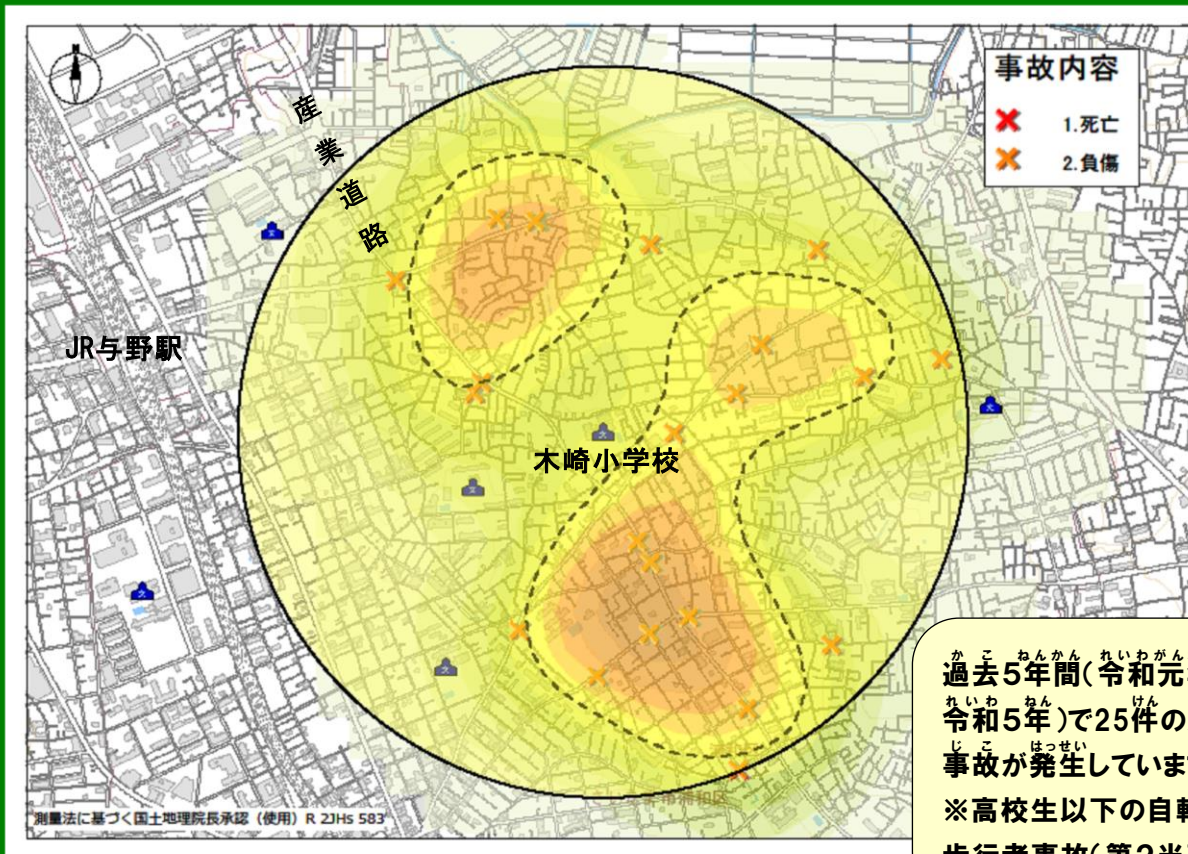 産業道路
事故内容
1.死亡
2.負傷
JR与野駅
木崎小学校
過去5年間(令和元
令和5年)で25件の
事故が発生していま
※高校生以下の自転
測量法に基づく国土地理院長承認(使用)R 2JHs 583